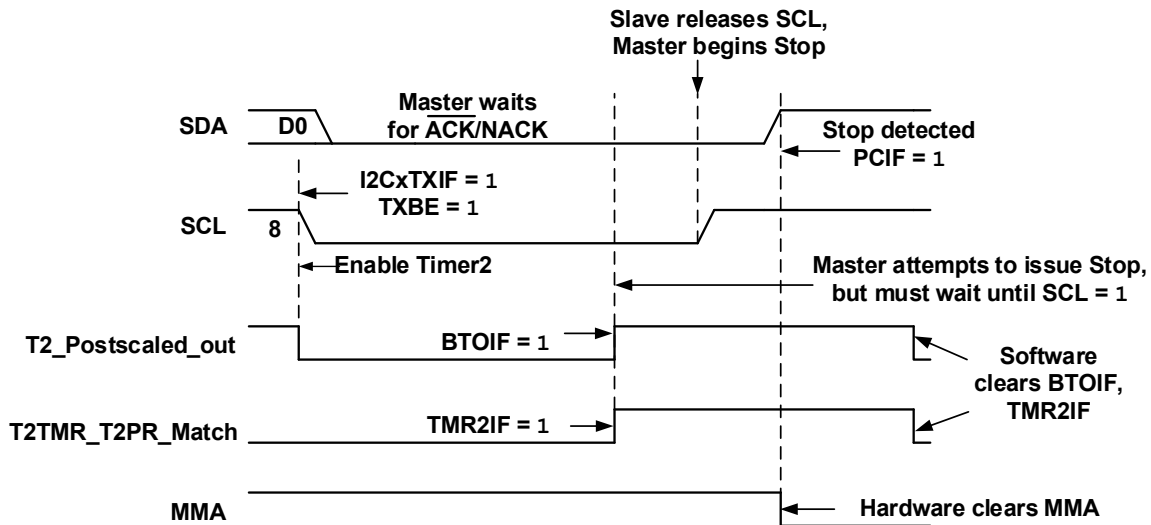 Slave releases SCL,
Master begins Stop
SDA
D0
Master waits
for ACK/NACK
Stop detected
PCIF = 1
I2CxTXIF = 1
TXBE = 1
SCL
8
Enable Timer2
Master attempts to issue Stop,
but must wait until SCL = 1
T2_Postscaled_out
BTOIF = 1
Software
clears BTOIF,
TMR2IF
T2TMR_T2PR_Match
TMR2IF = 1
MMA
Hardware clears MMA